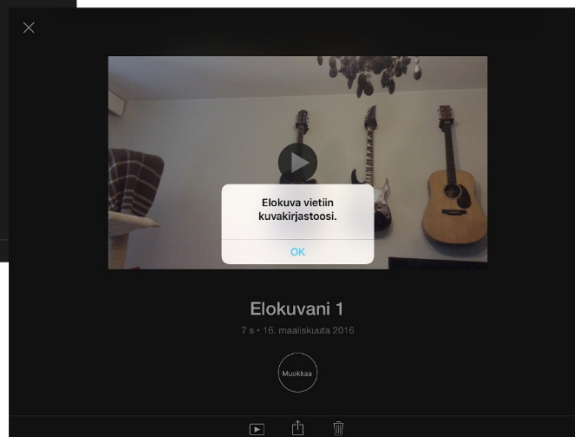 Elokuva vietiin
kuvakirjastoosi.
OK
Elokuvani 1
7 s • 16. maaliskuuta 2016
Muokkaa